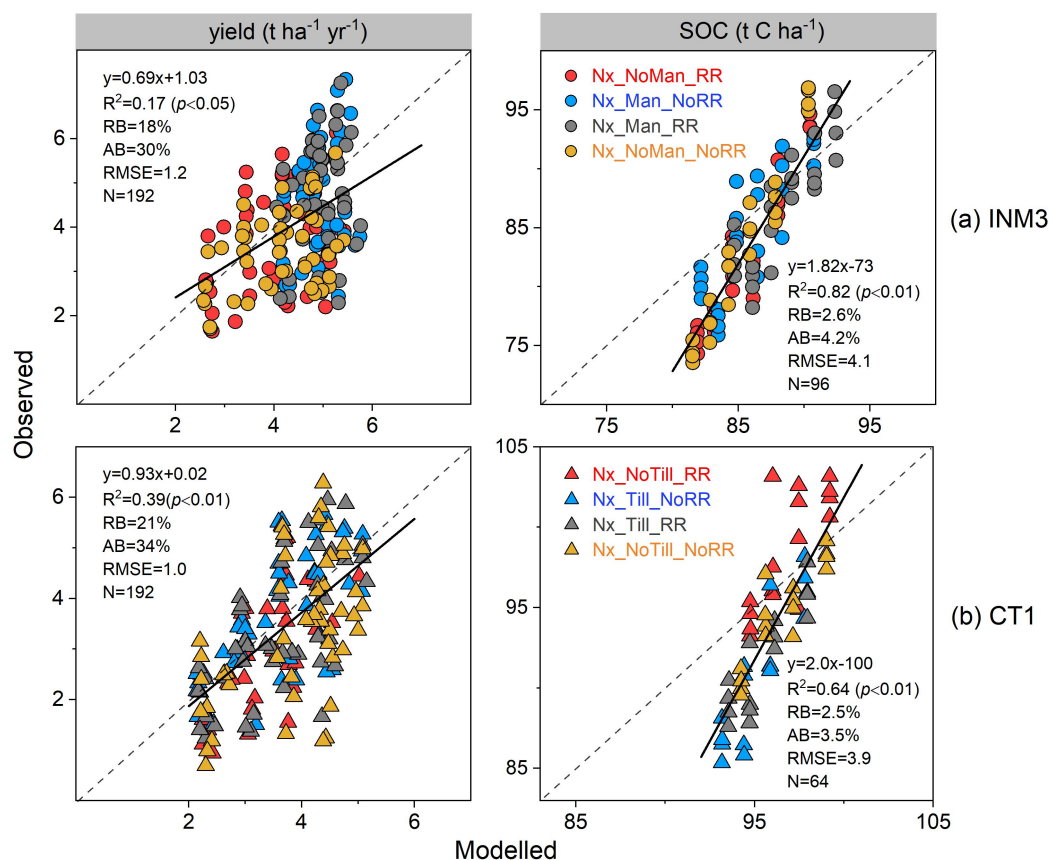 yield (t ha⁻¹ yr⁻¹)
SOC (t C ha⁻¹)
y=0.69x+1.03
R²=0.17 (p<0.05)
RB=18%
AB=30%
RMSE=1.2
N=192
6
4
2
2
4
6
Nx_NoMan_RR
Nx_Man_NoRR
Nx_Man_RR
Nx_NoMan_NoRR
95
85
75
75
85
95
y=1.82x-73
R²=0.82 (p<0.01)
RB=2.6%
AB=4.2%
RMSE=4.1
N=96
(a) INM3
Observed
y=0.93x+0.02
R²=0.39(p<0.01)
RB=21%
AB=34%
RMSE=1.0
N=192
6
4
2
2
4
6
105
95
85
85
95
105
Nx_NoTill_RR
Nx_Till_NoRR
Nx_Till_RR
Nx_NoTill_NoRR
y=2.0x-100
R²=0.64 (p<0.01)
RB=2.5%
AB=3.5%
RMSE=3.9
N=64
(b) CT1
Modelled